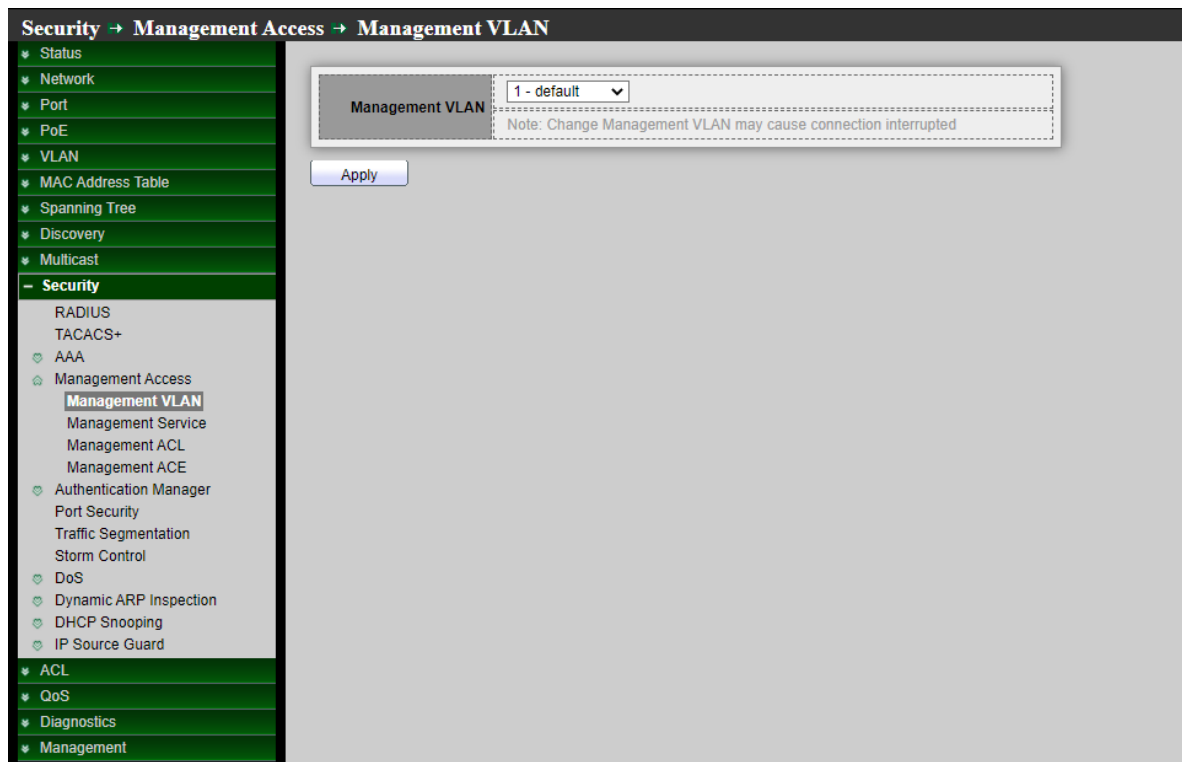 Security → Management Access → Management VLAN
Status
Network
Port
PoE
VLAN
MAC Address Table
Spanning Tree
Discovery
Multicast
Security
RADIUS
TACACS+
AAA
Management Access
Management VLAN
Management Service
Management ACL
Management ACE
Authentication Manager
Port Security
Traffic Segmentation
Storm Control
DoS
Dynamic ARP Inspection
DHCP Snooping
IP Source Guard
ACL
QoS
Diagnostics
Management
Management VLAN
1 - default
Note: Change Management VLAN may cause connection interrupted
Apply